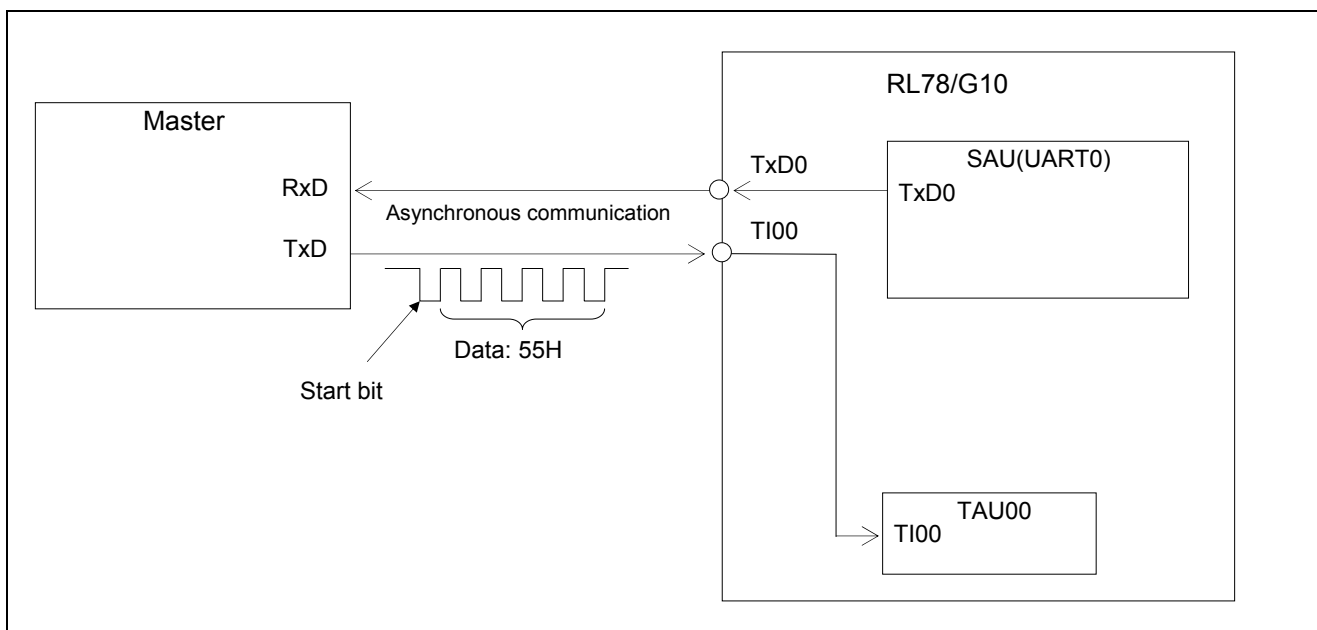 RL78/G10
Master
SAU(UART0)
TxD0
RxD
TxD0
Asynchronous communication
TI00
TxD
Data: 55H
Start bit
TAU00
TI00